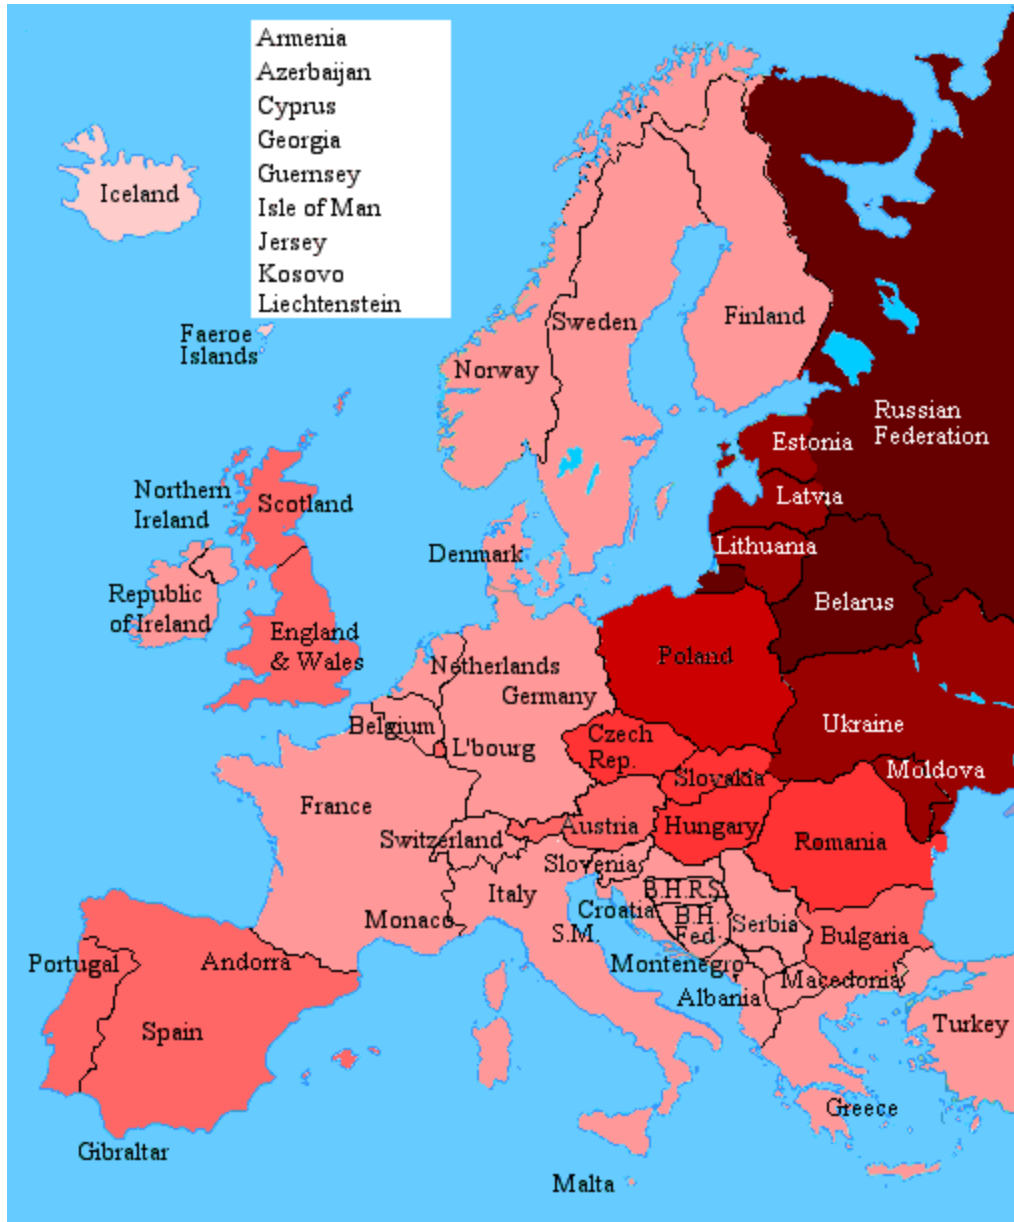 Armenia
Azerbaijan
Cyprus
Georgia
Guernsey
Isle of Man
Jersey
Kosovo
Liechtenstein
Iceland
Faeroe
Islands
Sweden
Finland
Norway
Russian
Federation
Estonia
Northern
Ireland
Scotland
Latvia
Denmark
Lithuania
Republic
of Ireland
Belarus
England
& Wales
Netherlands
Poland
Germany
Belgium
L'bourg
Czech
Rep.
Ukraine
Slovakia
Moldova
France
Switzerland
Austria
Hungary
Romania
Slovenia
Italy
B.H.R.S.
Monaco
Croatia
B.H.
Fed.
S.M.
Serbia
Bulgaria
Portugal
Andorra
Montenegro
Macedonia
Albania
Spain
Turkey
Greece
Gibraltar
Malta